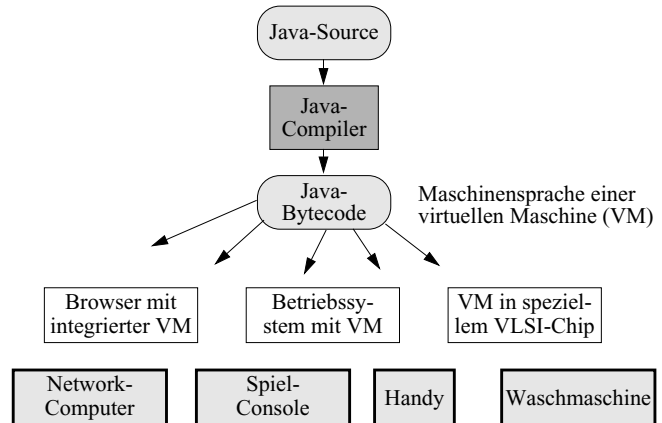 Java-Source
Java-
Compiler
Java-
Bytecode
Maschinensprache einer
virtuellen Maschine (VM)
Browser mit
integrierter VM
Betriebssy-
stem mit VM
VM in speziel-
lem VLSI-Chip
Network-
Computer
Spiel-
Console
Handy
Waschmaschine